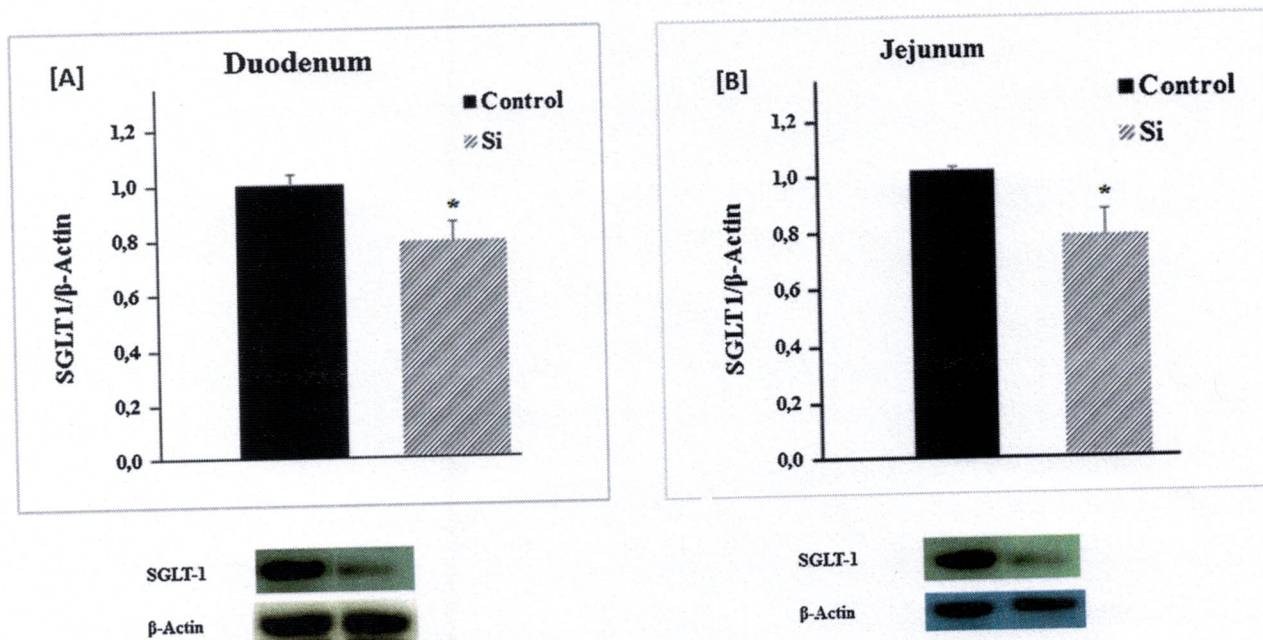 [A]
Duodenum
Control
Si
SGLT1/β-Actin
1,2
1,0
0,8
0,6
0,4
0,2
0,0
*
SGLT-1
β-Actin
[B]
Jejunum
Control
Si
SGLT1/β-Actin
1,2
1,0
0,8
0,6
0,4
0,2
0,0
*
SGLT-1
β-Actin